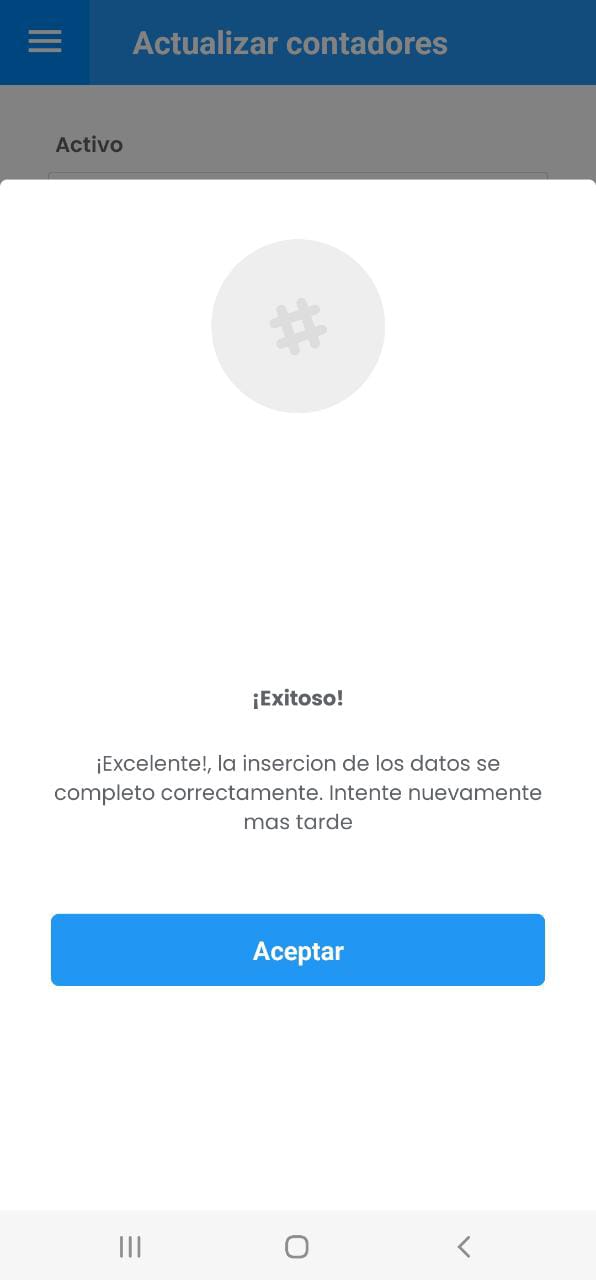 Actualizar contadores
Activo
¡Exitoso!
¡Excelente!, la insercion de los datos se
completo correctamente. Intente nuevamente
mas tarde
Aceptar